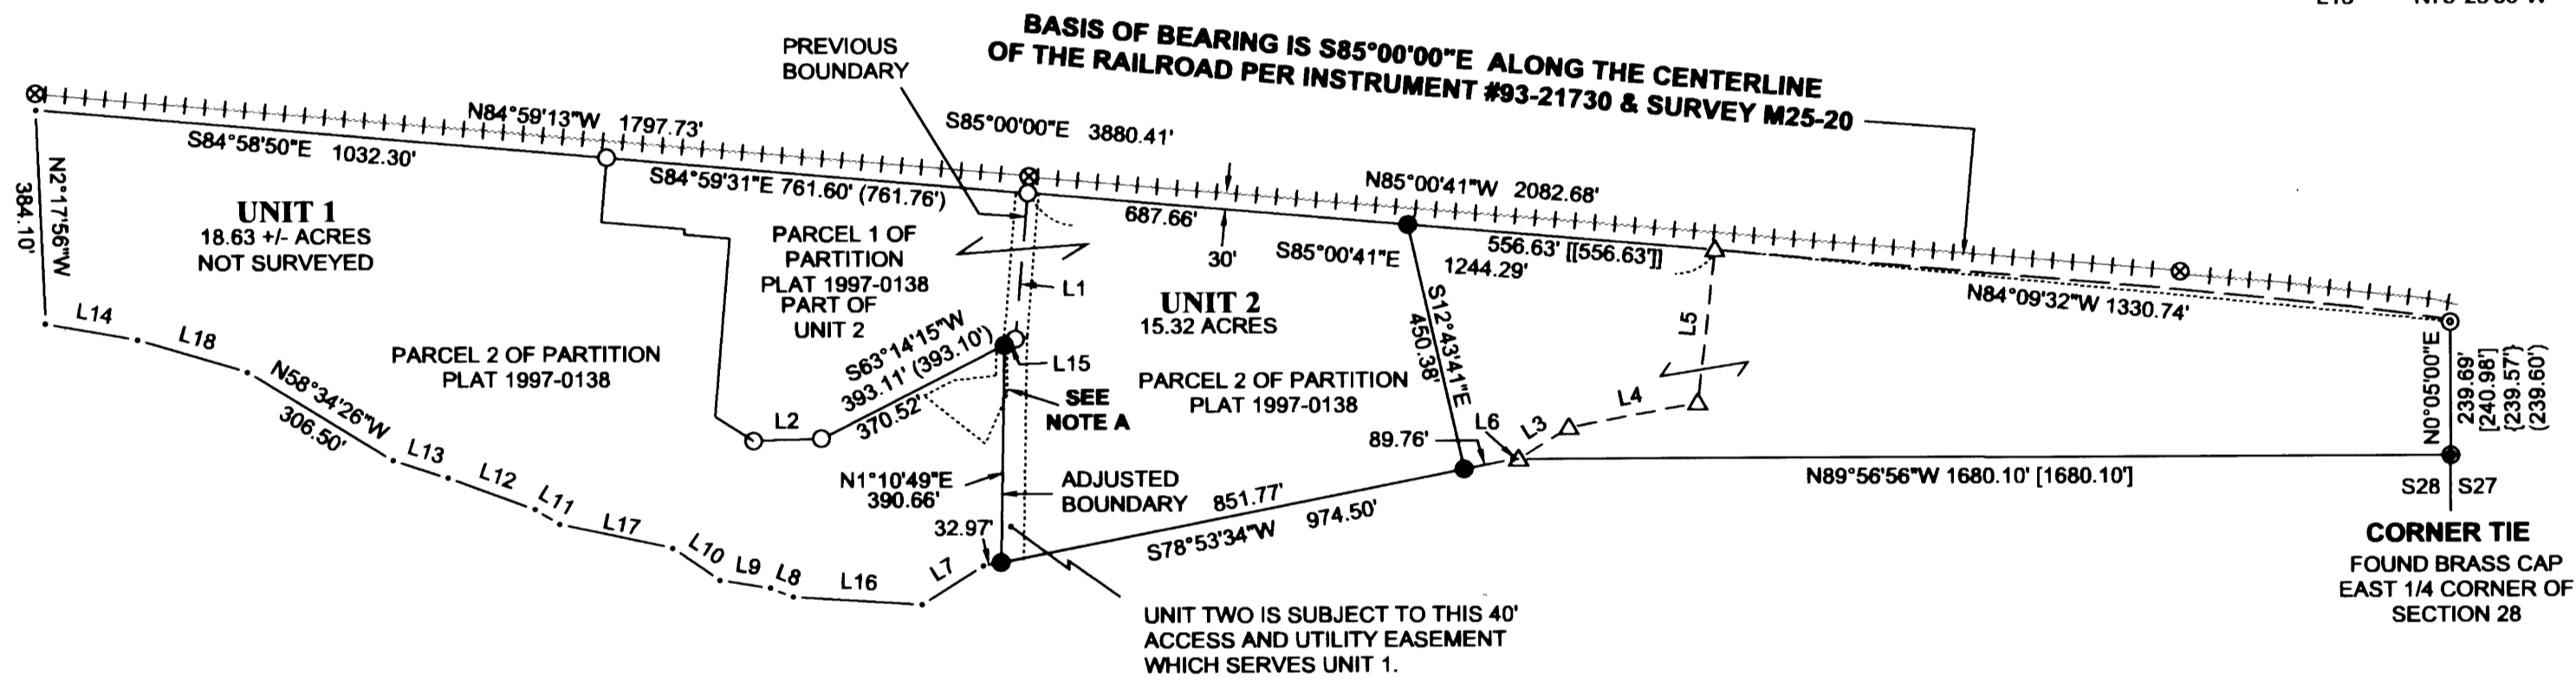 BASIS OF BEARING IS S85°00'00"E ALONG THE CENTERLINE
OF THE RAILROAD PER INSTRUMENT #93-21730 & SURVEY M25-20
PREVIOUS
BOUNDARY
N84°59'13"W 1797.73'
S84°58'50"E 1032.30'
S85°00'00"E 3880.41'
S84°59'31"E 761.60' (761.76')
N85°00'41"W 2082.68'
687.66'
30'
S85°00'41"E
556.63' [[556.63']]
1244.29'
N84°09'32"W 1330.74'
N2°17'56"W
384.10'
UNIT 1
18.63 +/- ACRES
NOT SURVEYED
PARCEL 1 OF
PARTITION
PLAT 1997-0138
PART OF
UNIT 2
L1
UNIT 2
15.32 ACRES
S12°43'41"E
450.38'
L5
N0°05'00"E
239.69'
[240.98']
{239.57'}
(239.60')
L14
L18
N58°34'26"W
306.50'
PARCEL 2 OF PARTITION
PLAT 1997-0138
S63°14'15"W
393.11' (393.10')
370.52'
L2
L15
SEE
NOTE A
PARCEL 2 OF PARTITION
PLAT 1997-0138
L6
L3
L4
89.76'
N89°56'56"W 1680.10' [1680.10']
S28
S27
L13
L12
L11
L17
L10
L9
L8
L16
L7
N1°10'49"E
390.66'
ADJUSTED
BOUNDARY
32.97'
851.77'
S78°53'34"W 974.50'
CORNER TIE
FOUND BRASS CAP
EAST 1/4 CORNER OF
SECTION 28
UNIT TWO IS SUBJECT TO THIS 40'
ACCESS AND UTILITY EASEMENT
WHICH SERVES UNIT 1.